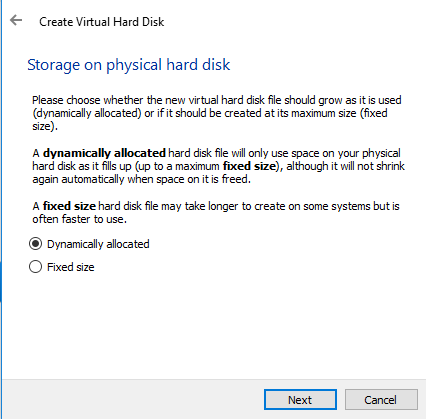 Create Virtual Hard Disk
Storage on physical hard disk
Please choose whether the new virtual hard disk file should grow as it is used
(dynamically allocated) or if it should be created at its maximum size (fixed
size).
A dynamically allocated hard disk file will only use space on your physical
hard disk as it fills up (up to a maximum fixed size), although it will not shrink
again automatically when space on it is freed.
A fixed size hard disk file may take longer to create on some systems but is
often faster to use.
Dynamically allocated
Fixed size
Next Cancel